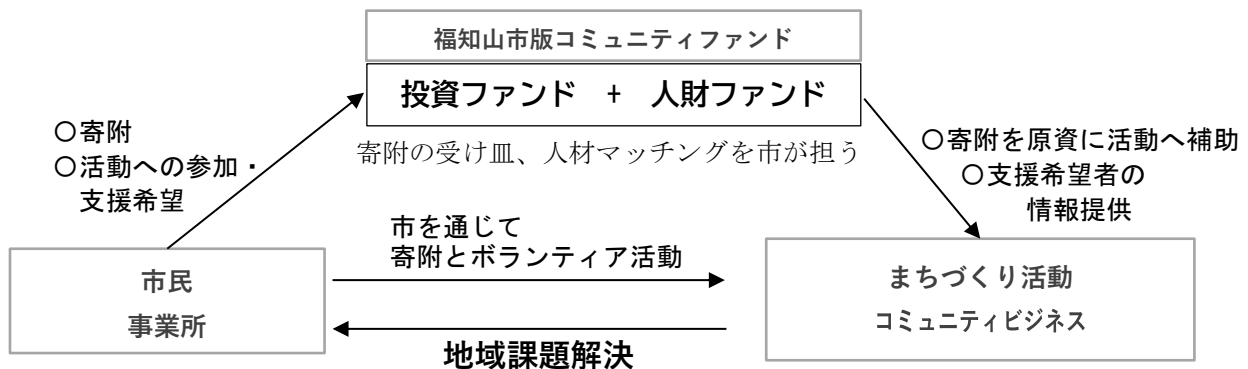 福知山市版コミュニティファンド
投資ファンド + 人財ファンド
寄附の受け皿、人材マッチングを市が担う
〇寄附
〇活動への参加・
支援希望
〇寄附を原資に活動へ補助
〇支援希望者の
情報提供
市を通じて
寄附とボランティア活動
市民
事業所
まちづくり活動
コミュニティビジネス
地域課題解決